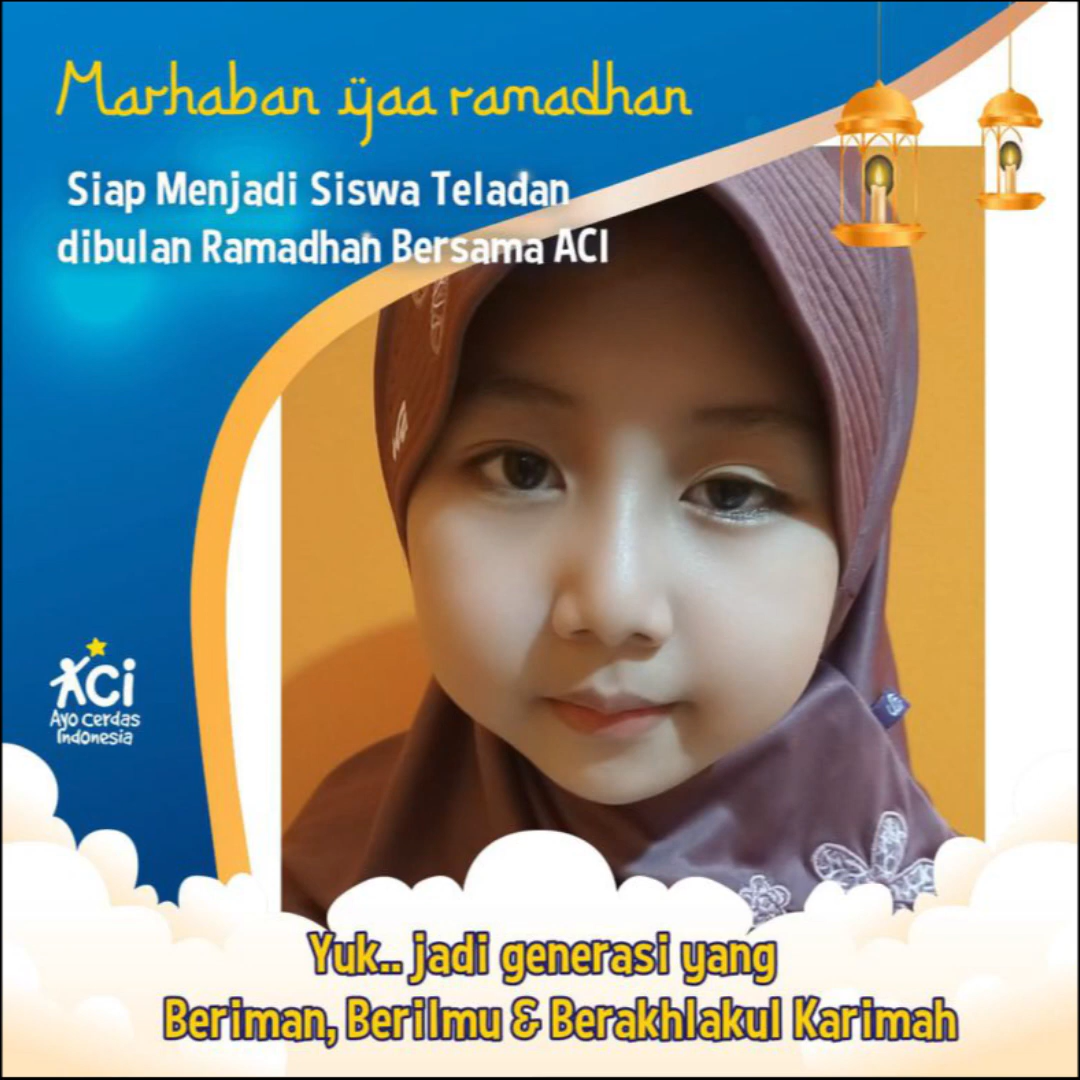 Marhaban iyaa ramadhan
Siap Menjadi Siswa Teladan
dibulan Ramadhan Bersama ACI
ACi
Ayo Cerdas
Indonesia
Yuk.. jadi generasi yang
Beriman, Berilmu & Berakhlakul Karimah